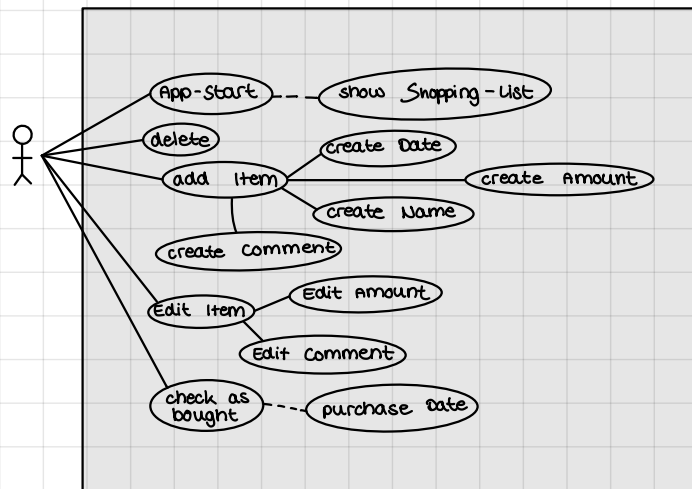 App-Start
show Shopping-List
delete
create Date
add Item
create Amount
create Name
create Comment
Edit Item
Edit Amount
Edit Comment
check as
bought
purchase Date